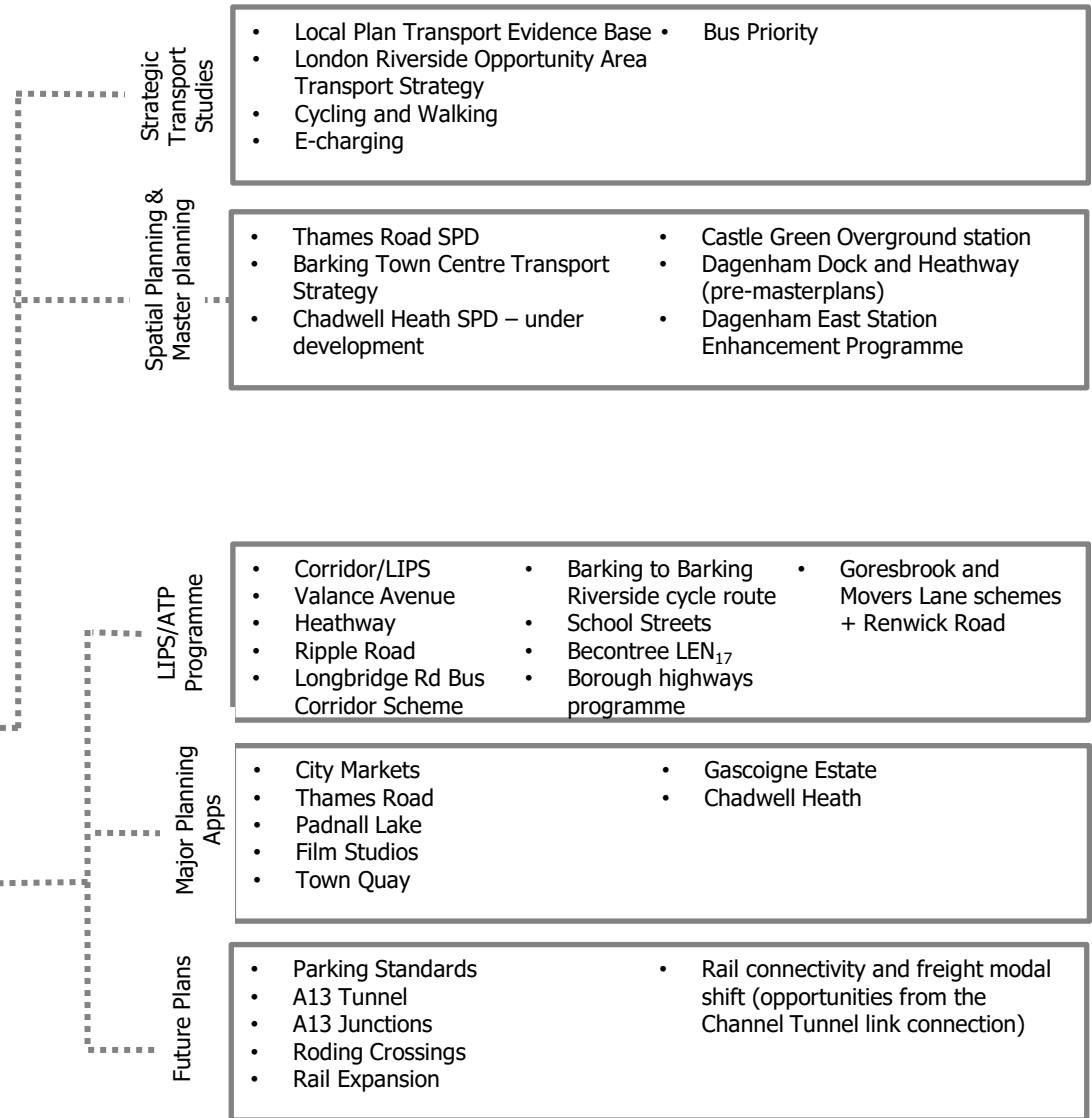 Strategic
Transport
Studies
• Local Plan Transport Evidence Base
• London Riverside Opportunity Area
Transport Strategy
• Cycling and Walking
• E-charging
• Bus Priority
Spatial Planning &
Master planning
• Thames Road SPD
• Barking Town Centre Transport
Strategy
• Chadwell Heath SPD – under
development
• Castle Green Overground station
• Dagenham Dock and Heathway
(pre-masterplans)
• Dagenham East Station
Enhancement Programme
LIPS/ATP
Programme
• Corridor/LIPS
• Valance Avenue
• Heathway
• Ripple Road
• Longbridge Rd Bus
Corridor Scheme
• Barking to Barking
Riverside cycle route
• School Streets
• Becontree LEN17
• Borough highways
programme
• Goresbrook and
Movers Lane schemes
+ Renwick Road
Major Planning
Apps
• City Markets
• Thames Road
• Padnall Lake
• Film Studios
• Town Quay
• Gascoigne Estate
• Chadwell Heath
Future Plans
• Parking Standards
• A13 Tunnel
• A13 Junctions
• Roding Crossings
• Rail Expansion
• Rail connectivity and freight modal
shift (opportunities from the
Channel Tunnel link connection)